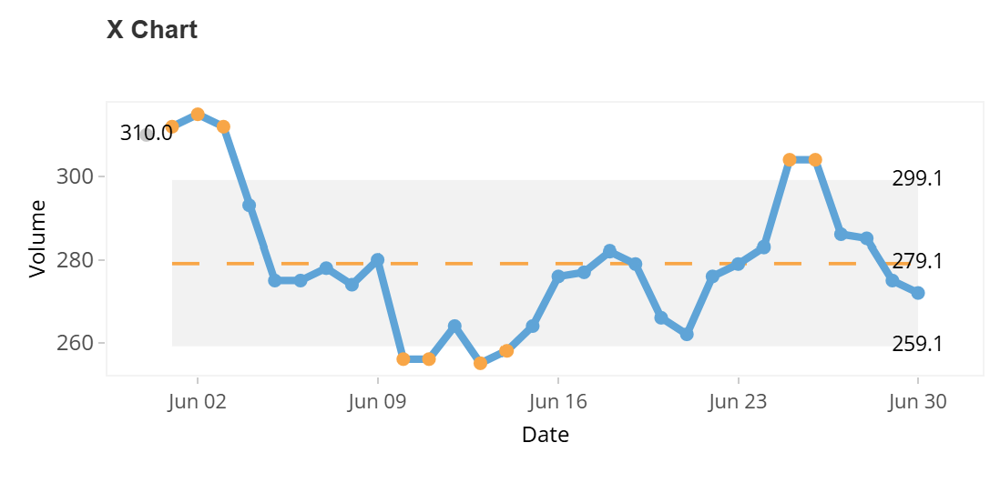 X Chart
310.0
300
280
260
Volume
299.1
279.1
259.1
Jun 02
Jun 09
Jun 16
Jun 23
Jun 30
Date